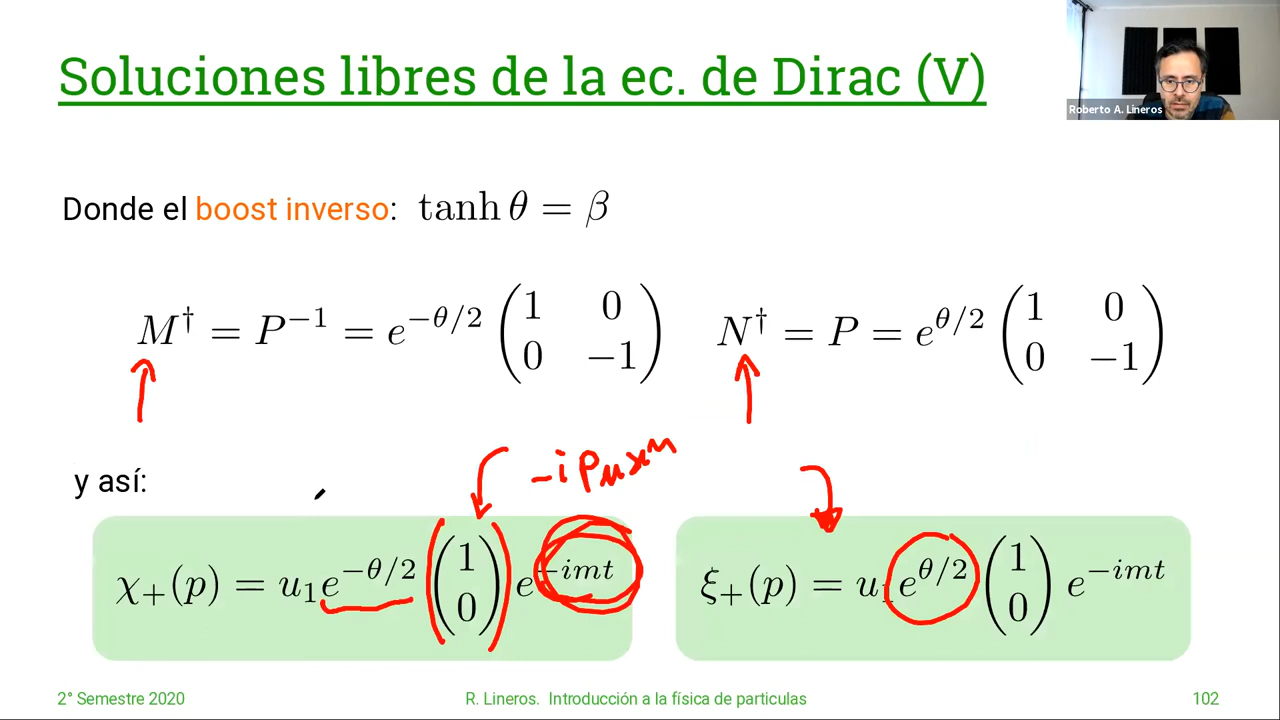 Soluciones libres de la ec. de Dirac (V)
Roberto A. Lineros
Donde el boost inverso: tanh θ = β
M† = P⁻¹ = e^{-θ/2} (1 0; 0 −1) N† = P = e^{θ/2} (1 0; 0 −1)
-i pμ x^μ
y así:
χ₊(p) = u₁e^{-θ/2} (1; 0) e^{-imt} ξ₊(p) = u₁e^{θ/2} (1; 0) e^{-imt}
2° Semestre 2020 R. Lineros. Introducción a la física de particulas 102